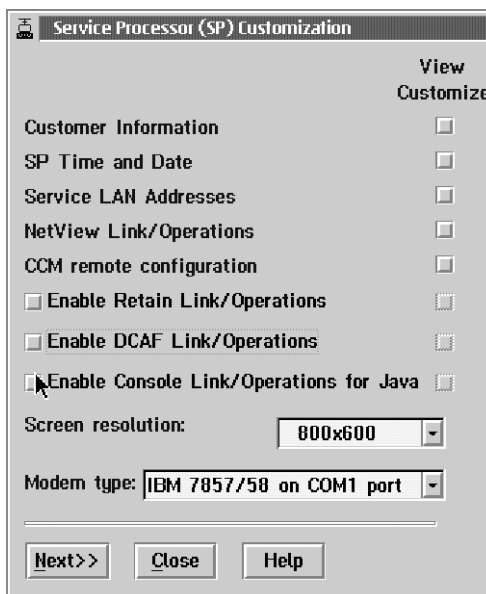 Service Processor (SP) Customization
View
Customize
Customer Information
SP Time and Date
Service LAN Addresses
NetView Link/Operations
CCM remote configuration
Enable Retain Link/Operations
Enable DCAF Link/Operations
Enable Console Link/Operations for Java
Screen resolution: 800x600
Modem type: IBM 7857/58 on COM1 port
Next>> Close Help